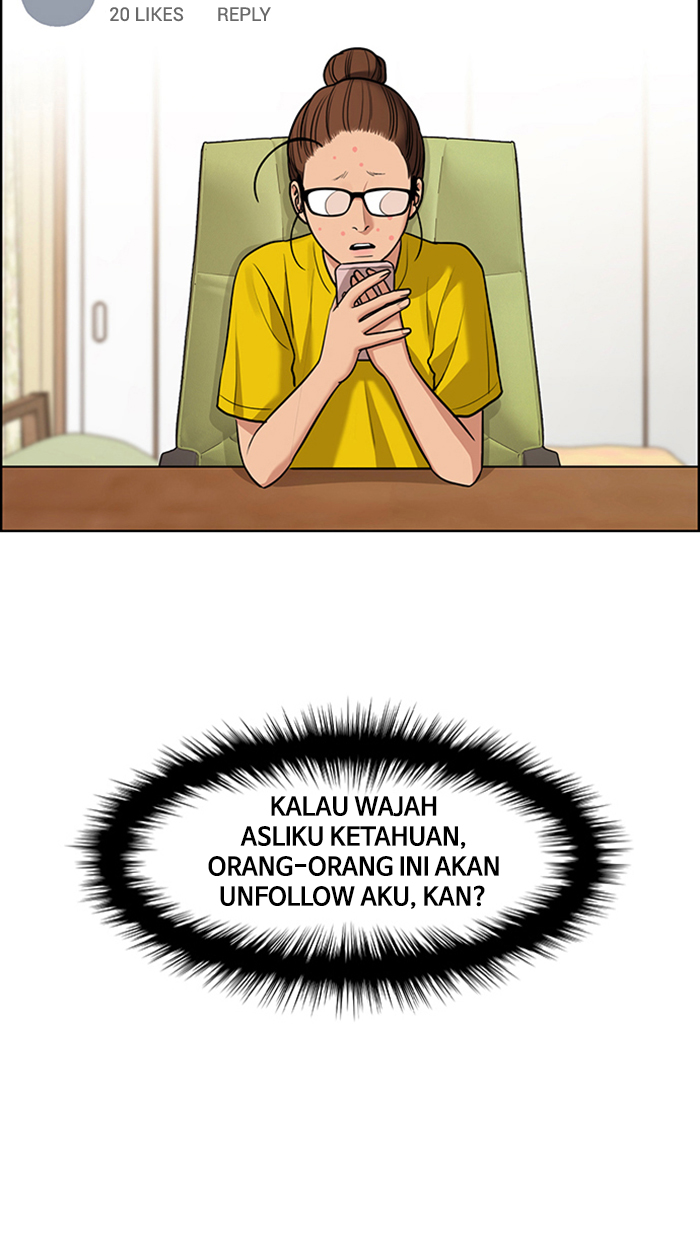 20 LIKES REPLY
KALAU WAJAH
ASLIKU KETAHUAN,
ORANG-ORANG INI AKAN
UNFOLLOW AKU, KAN?